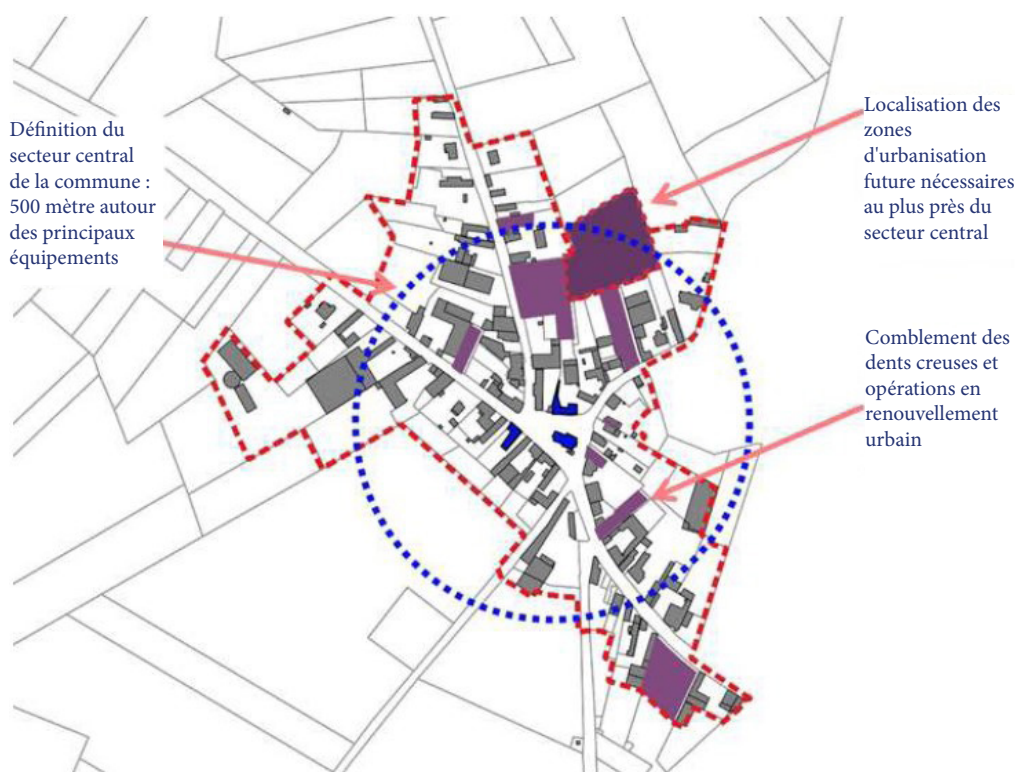 Définition du
secteur central
de la commune :
500 mètre autour
des principaux
équipements
Localisation des
zones
d'urbanisation
future nécessaires
au plus près du
secteur central
Comblement des
dents creuses et
opérations en
renouvellement
urbain